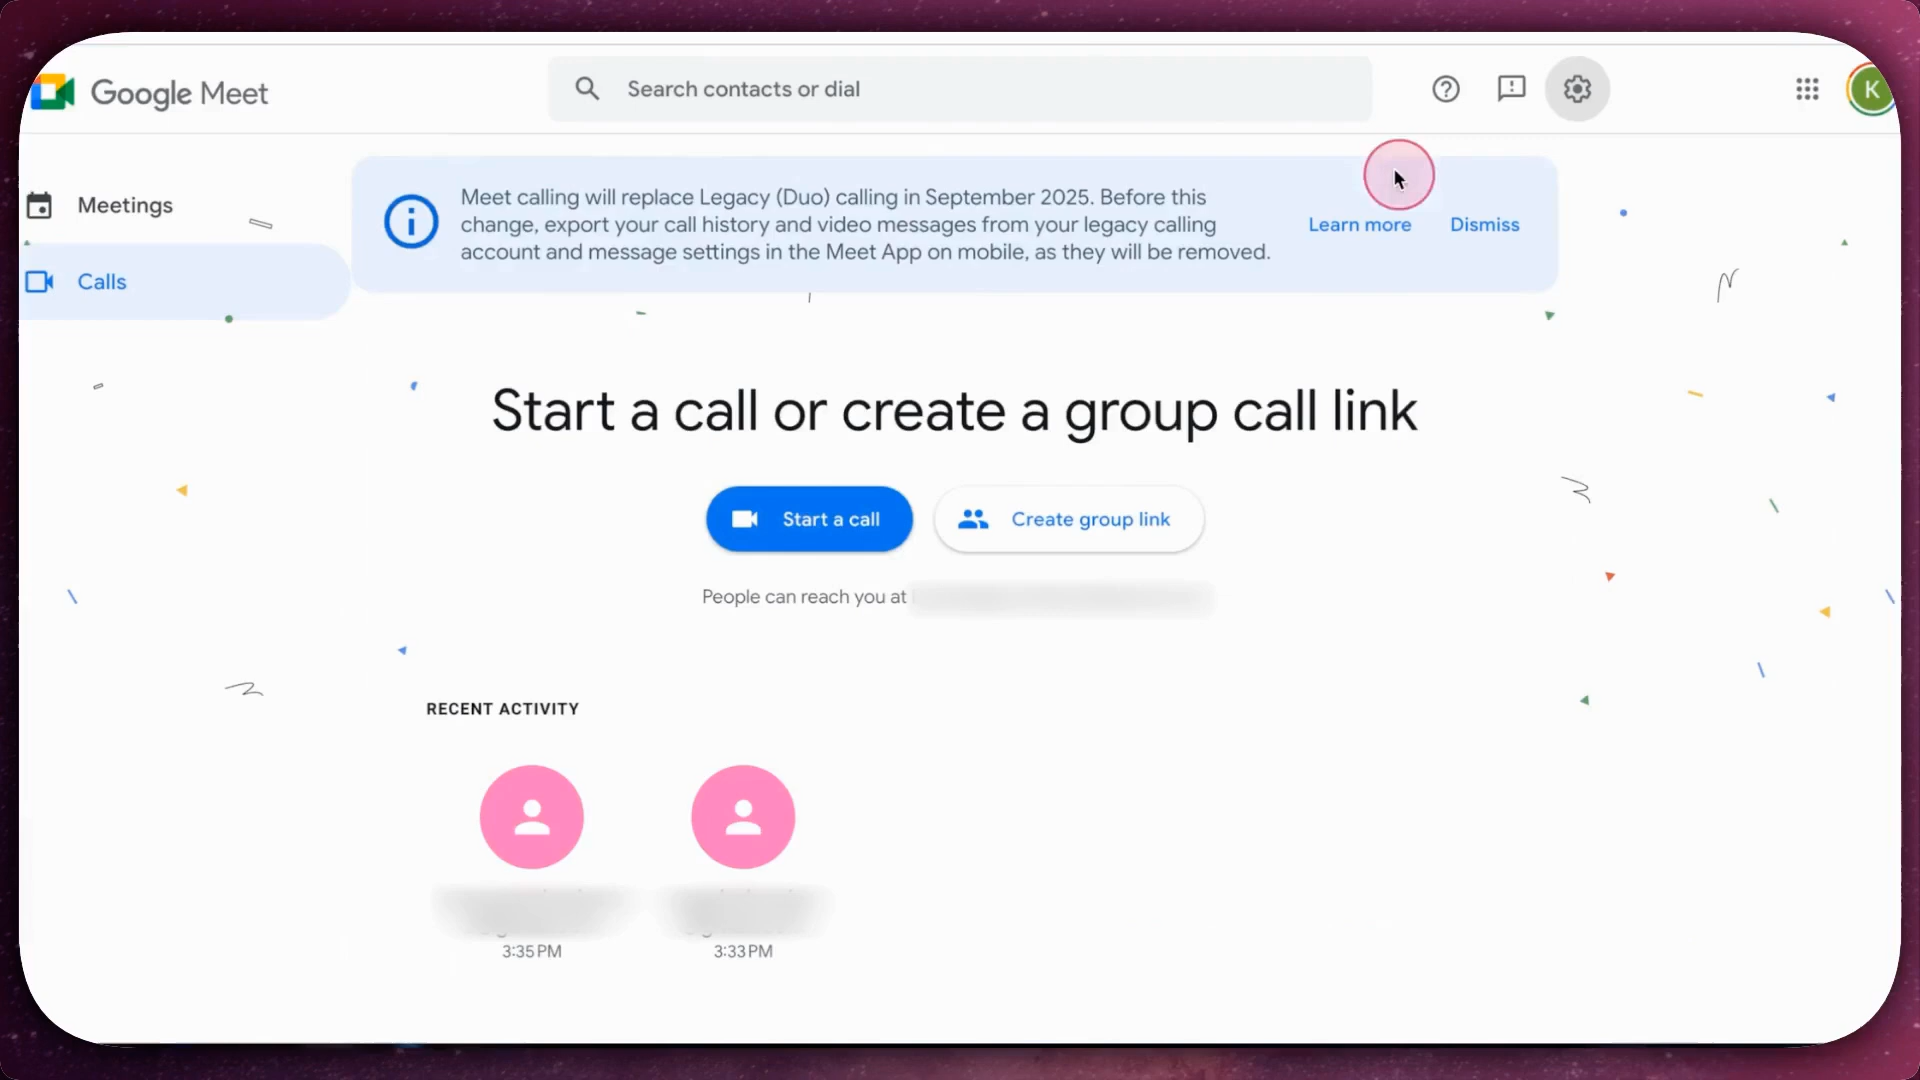 Google Meet
Search contacts or dial
K
Meetings
Calls
Meet calling will replace Legacy (Duo) calling in September 2025. Before this
change, export your call history and video messages from your legacy calling
account and message settings in the Meet App on mobile, as they will be removed.
Learn more
Dismiss
Start a call or create a group call link
Start a call
Create group link
People can reach you at
RECENT ACTIVITY
3:35 PM
3:33 PM